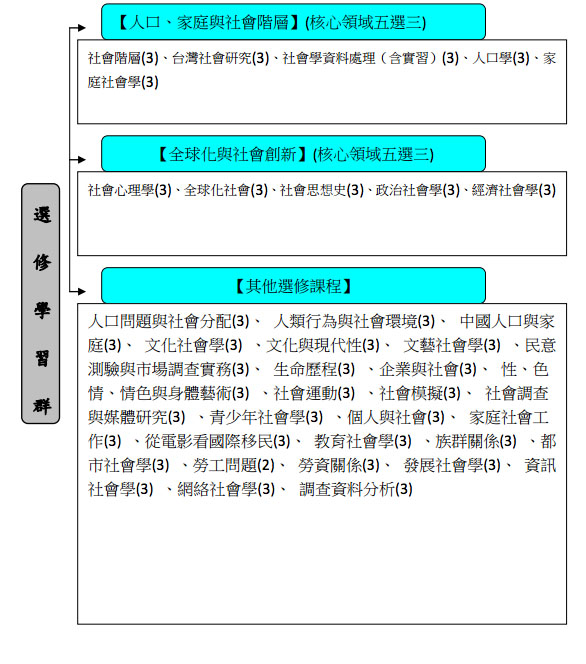 【人口、家庭與社會階層】(核心領域五選三)
社會階層(3)、台灣社會研究(3)、社會學資料處理（含實習）(3)、人口學(3)、家
庭社會學(3)
【全球化與社會創新】(核心領域五選三)
社會心理學(3)、全球化社會(3)、社會思想史(3)、政治社會學(3)、經濟社會學(3)
選修學習群
【其他選修課程】
人口問題與社會分配(3)、 人類行為與社會環境(3)、 中國人口與家
庭(3)、 文化社會學(3) 、文化與現代性(3)、 文藝社會學(3) 、民意
測驗與市場調查實務(3)、 生命歷程(3) 、企業與社會(3)、 性、色
情、情色與身體藝術(3) 、社會運動(3) 、社會模擬(3)、 社會調查
與媒體研究(3) 、青少年社會學(3) 、個人與社會(3)、 家庭社會工
作(3) 、從電影看國際移民(3)、 教育社會學(3) 、族群關係(3) 、都
市社會學(3) 、勞工問題(2)、 勞資關係(3)、 發展社會學(3)、 資訊
社會學(3) 、網絡社會學(3)、 調查資料分析(3)